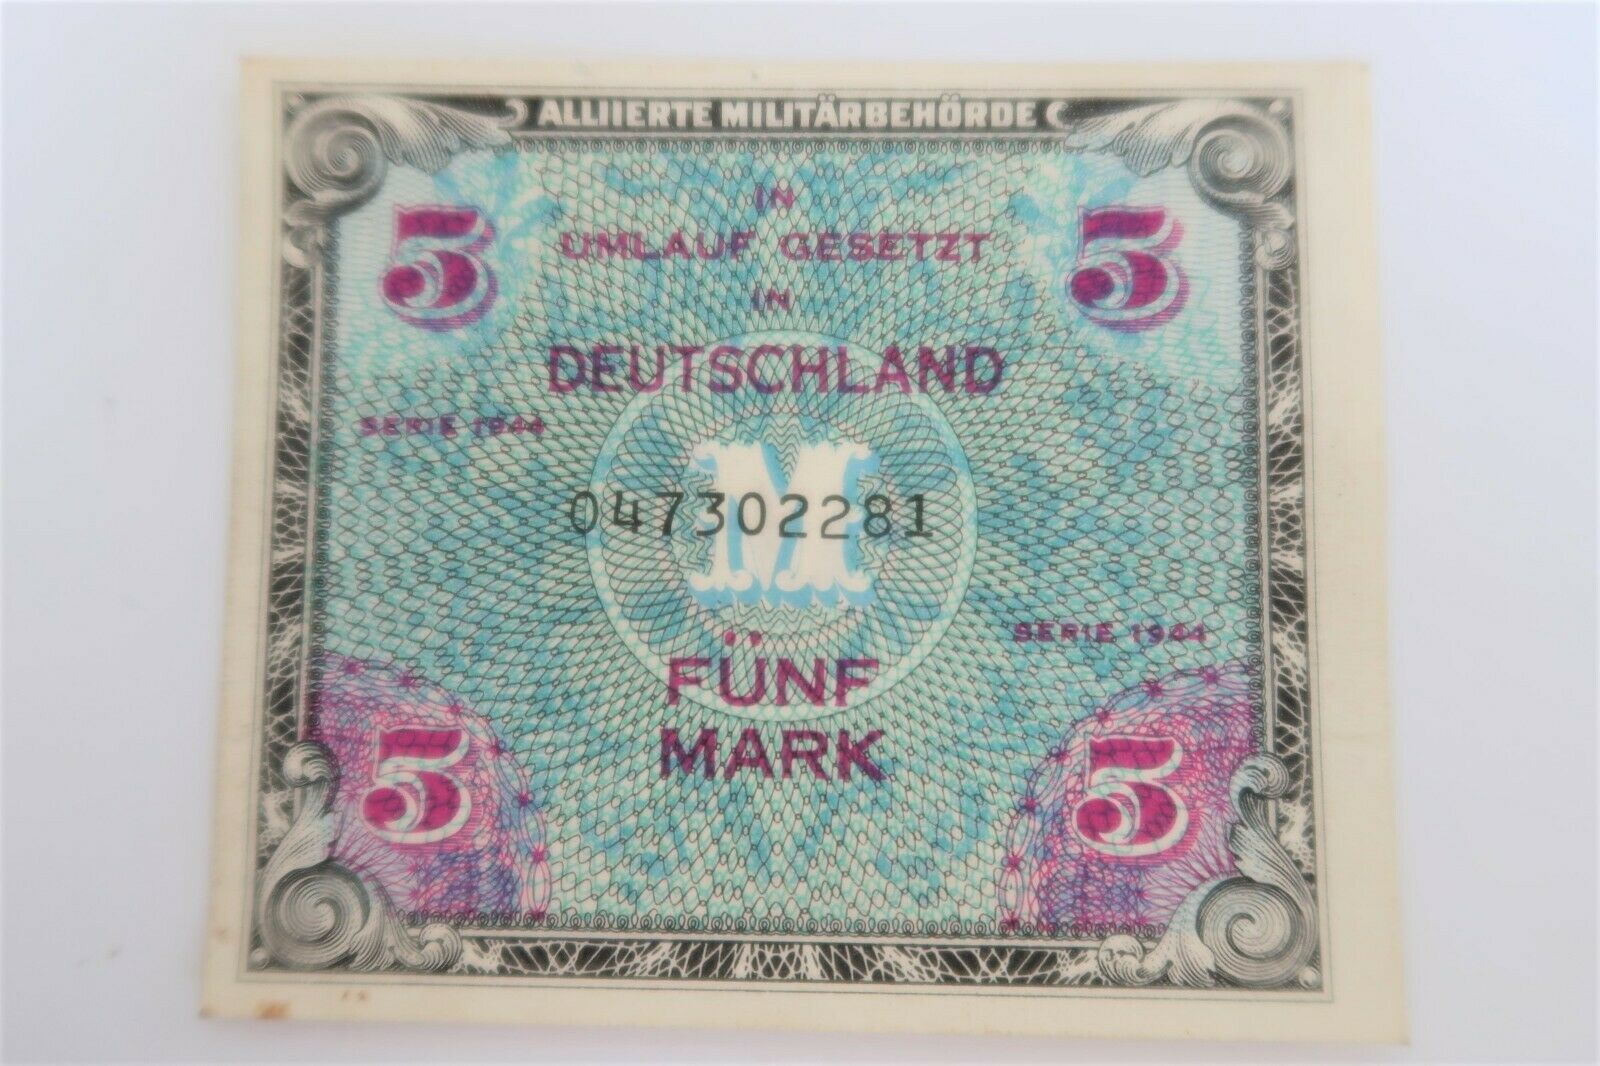 ALLIIERTE MILITÄRBEHÖRDE
IN
5 UMLAUF GESETZT 5
IN
DEUTSCHLAND
SERIE 1944
M
047302281
SERIE 1944
FÜNF
5 MARK 5